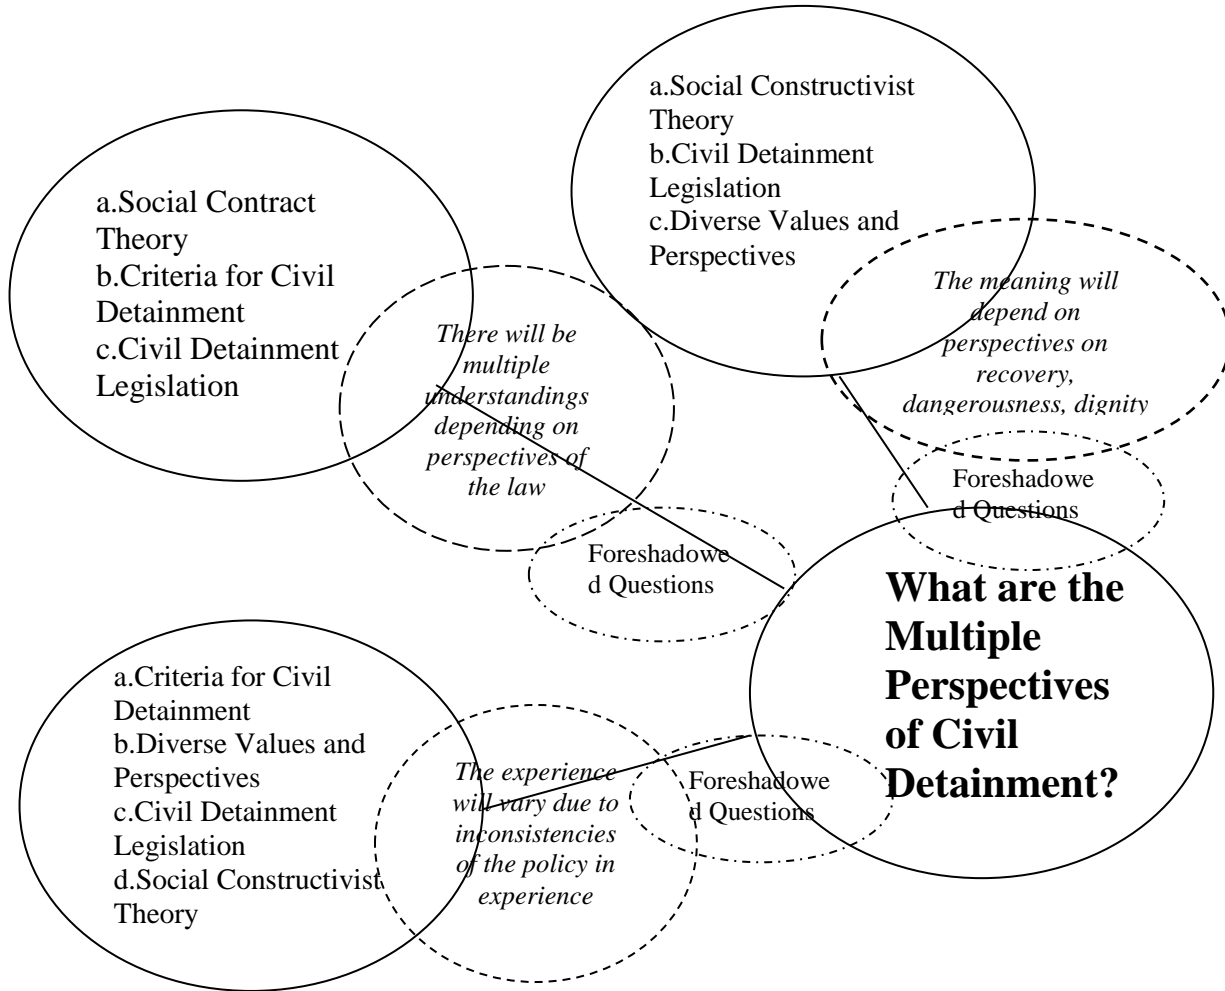 a.Social Constructivist
Theory
b.Civil Detainment
Legislation
c.Diverse Values and
Perspectives
a.Social Contract
Theory
b.Criteria for Civil
Detainment
c.Civil Detainment
Legislation
The meaning will
depend on
perspectives on
recovery,
dangerousness, dignity
There will be
multiple
understandings
depending on
perspectives of
the law
Foreshadowe
d Questions
Foreshadowe
d Questions
What are the
Multiple
Perspectives
of Civil
Detainment?
a.Criteria for Civil
Detainment
b.Diverse Values and
Perspectives
c.Civil Detainment
Legislation
d.Social Constructivist
Theory
The experience
will vary due to
inconsistencies
of the policy in
experience
Foreshadowe
d Questions